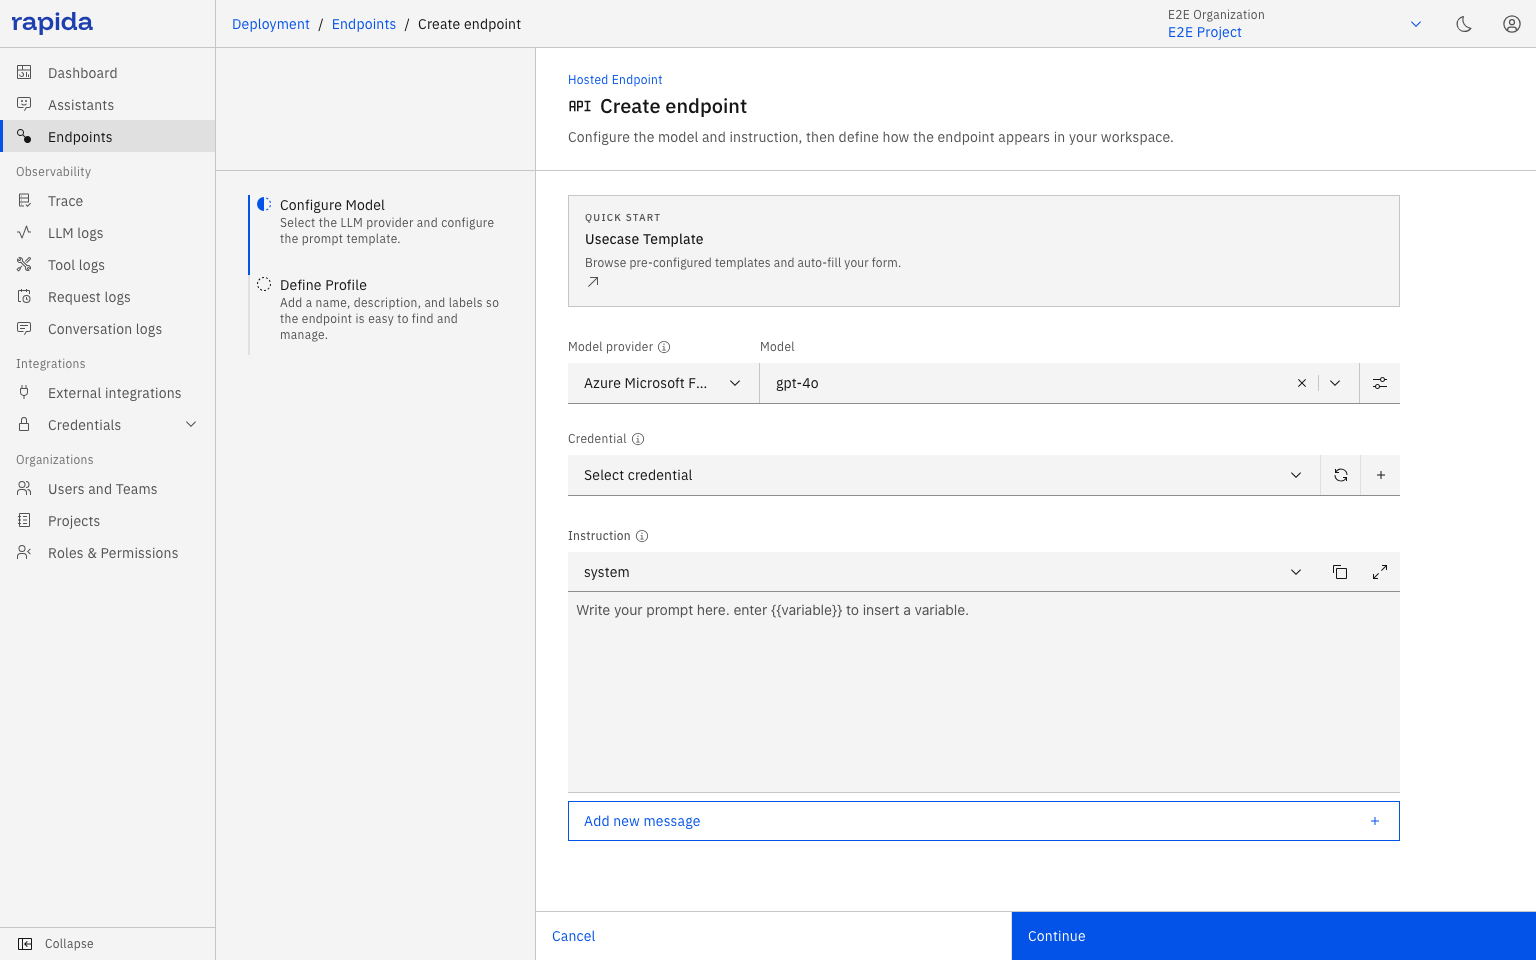 rapida
Deployment / Endpoints / Create endpoint
E2E Organization
E2E Project
Dashboard
Assistants
Endpoints
Observability
Trace
LLM logs
Tool logs
Request logs
Conversation logs
Integrations
External integrations
Credentials
Organizations
Users and Teams
Projects
Roles & Permissions
Collapse
Configure Model
Select the LLM provider and configure
the prompt template.
Define Profile
Add a name, description, and labels so
the endpoint is easy to find and
manage.
Hosted Endpoint
API Create endpoint
Configure the model and instruction, then define how the endpoint appears in your workspace.
QUICK START
Usecase Template
Browse pre-configured templates and auto-fill your form.
Model provider
Model
Azure Microsoft F...
gpt-4o
Credential
Select credential
Instruction
system
Write your prompt here. enter {{variable}} to insert a variable.
Add new message
Cancel
Continue